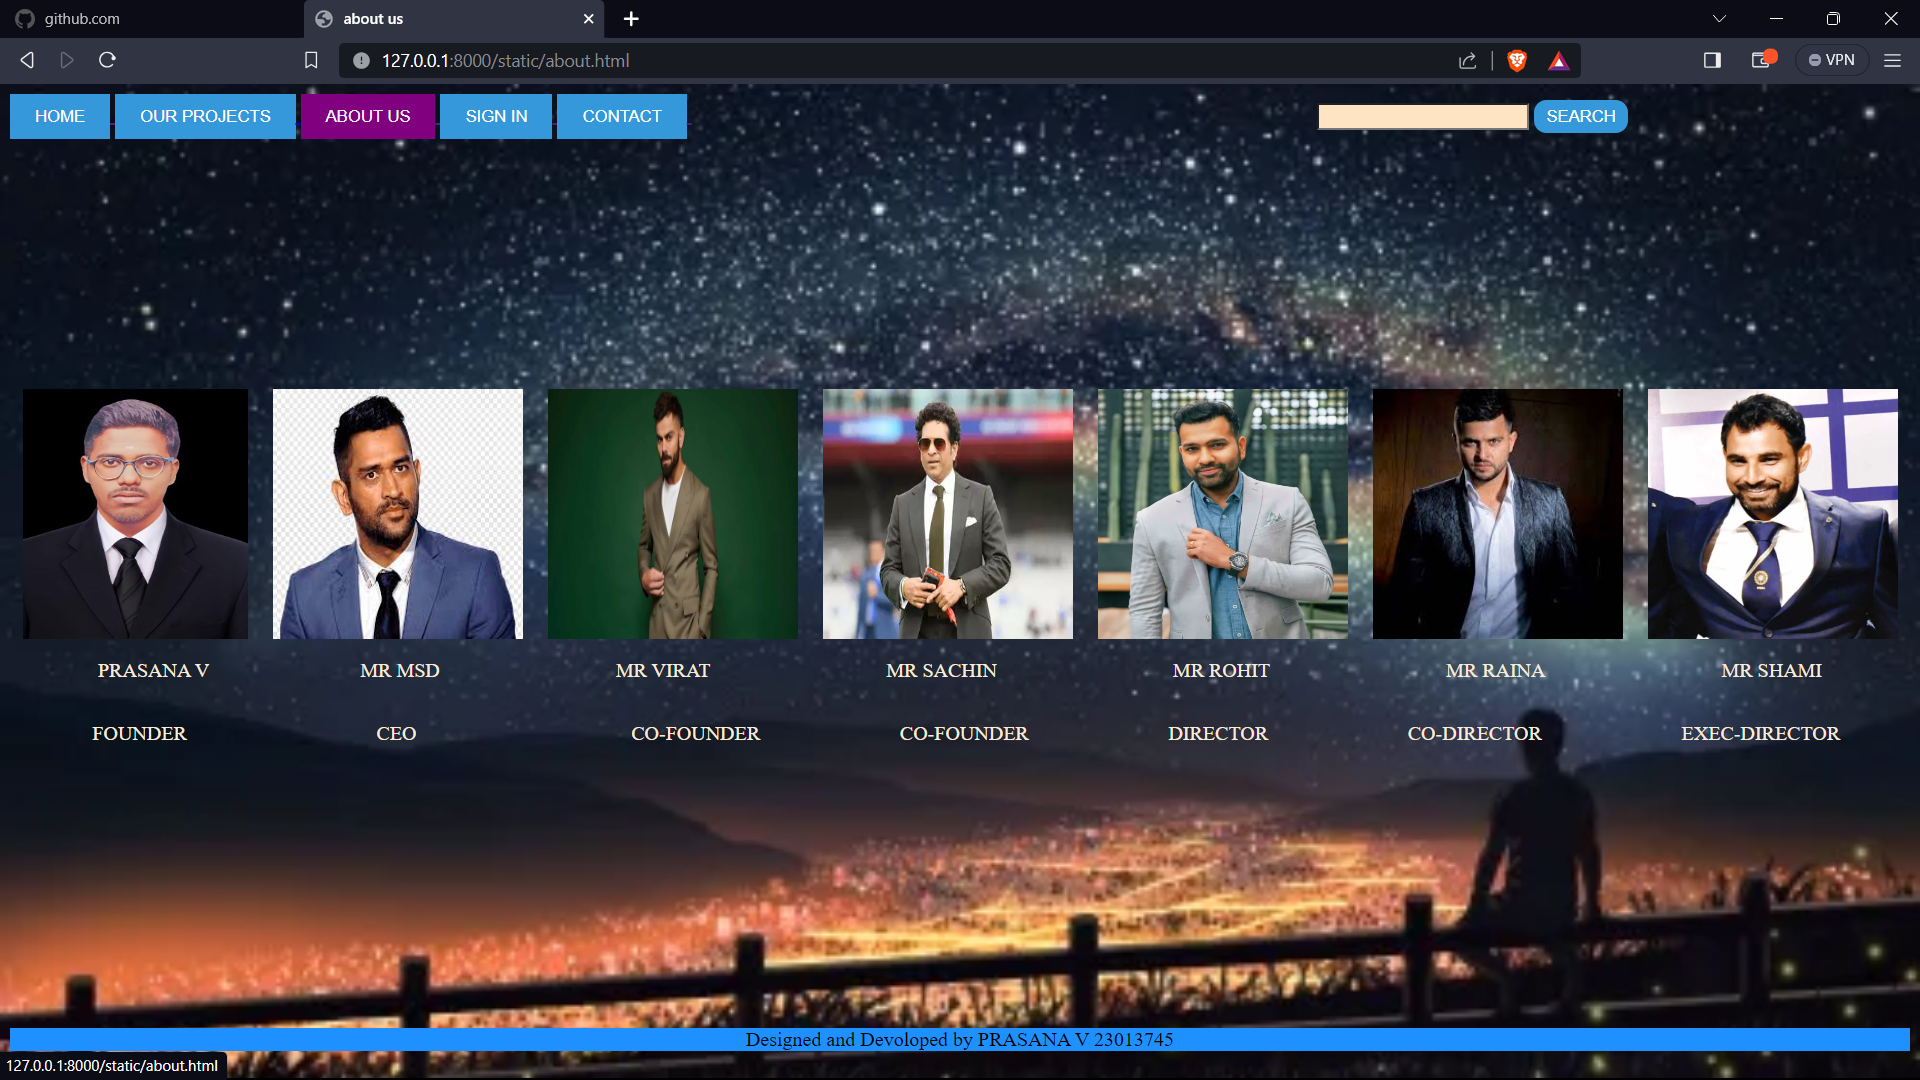 github.com
about us
127.0.0.1:8000/static/about.html
VPN
HOME OUR PROJECTS ABOUT US SIGN IN CONTACT SEARCH
PRASANA V MR MSD MR VIRAT MR SACHIN MR ROHIT MR RAINA MR SHAMI
FOUNDER CEO CO-FOUNDER CO-FOUNDER DIRECTOR CO-DIRECTOR EXEC-DIRECTOR
Designed and Devoloped by PRASANA V 23013745
127.0.0.1:8000/static/about.html